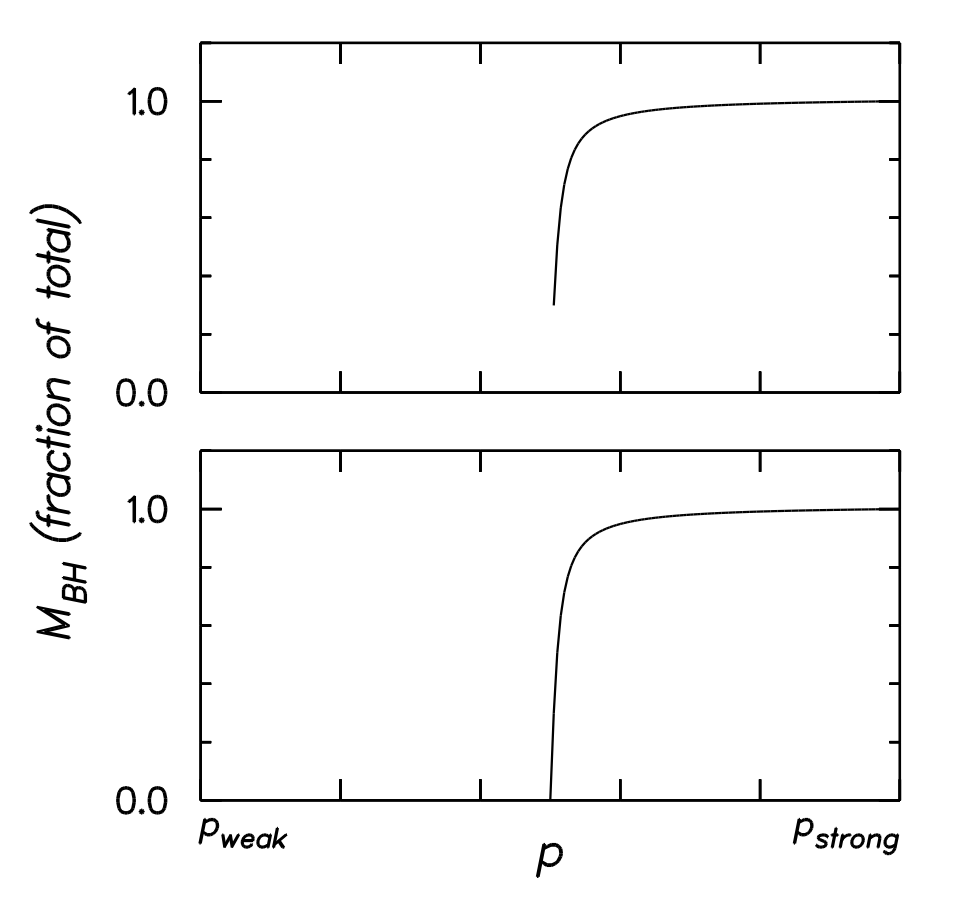 1.0
0.0
M_BH (fraction of total)
1.0
0.0
p_weak
p
p_strong